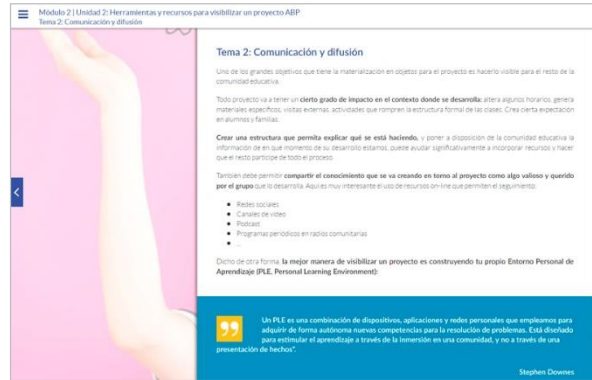 Módulo 2 | Unidad 2: Herramientas y recursos para visibilizar un proyecto ABP
Tema 2: Comunicación y difusión
Tema 2: Comunicación y difusión
Uno de los grandes objetivos que tiene la materialización en objetos para el proyecto es hacerlo visible para el resto de la
comunidad educativa.
Todo proyecto va a tener un cierto grado de impacto en el contexto donde se desarrolla: altera algunos horarios, genera
materiales específicos, visitas externas, actividades que rompren la estructura formal de las clases. Crea cierta expectación
en alumnos y familias.
Crear una estructura que permita explicar qué se está haciendo, y poner a disposición de la comunidad educativa la
información de en que momento de su desarrollo estamos, puede ayudar significativamente a incorporar recursos y hacer
que el resto participe de todo el proceso.
También debe permitir compartir el conocimiento que se va creando en torno al proyecto como algo valioso y querido
por el grupo que lo desarrolla. Aquí es muy interesante el uso de recursos on-line que permiten el seguimiento:
Redes sociales
Canales de vídeo
Podcast
Programas periódicos en radios comunitarias
...
Dicho de otra forma, la mejor manera de visibilizar un proyecto es construyendo tu propio Entorno Personal de
Aprendizaje (PLE, Personal Learning Environment):
Un PLE es una combinación de dispositivos, aplicaciones y redes personales que empleamos para
adquirir de forma autónoma nuevas competencias para la resolución de problemas. Está diseñado
para estimular el aprendizaje a través de la inmersión en una comunidad, y no a través de una
presentación de hechos".
Stephen Downes